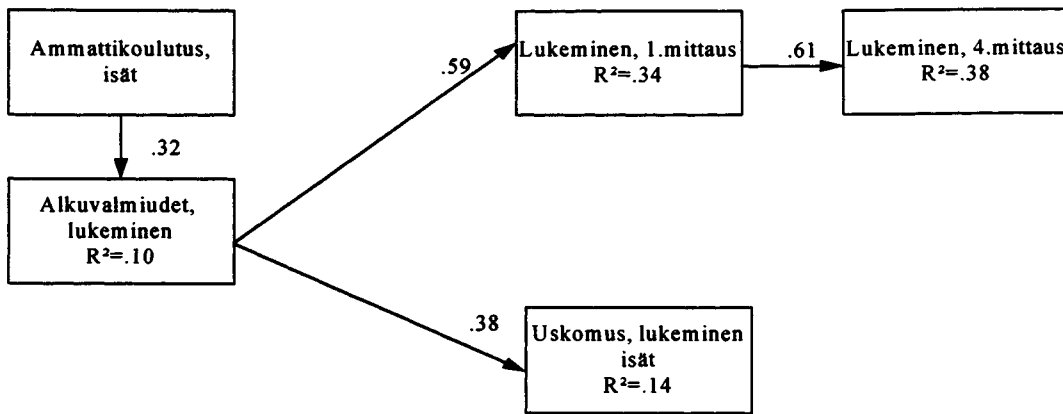 Ammattikoulutus,
isät
.32
Alkuvalmiudet,
lukeminen
R²=.10
.59
Lukeminen, 1.mittaus
R²=.34
.61
Lukeminen, 4.mittaus
R²=.38
.38
Uskomus, lukeminen
isät
R²=.14